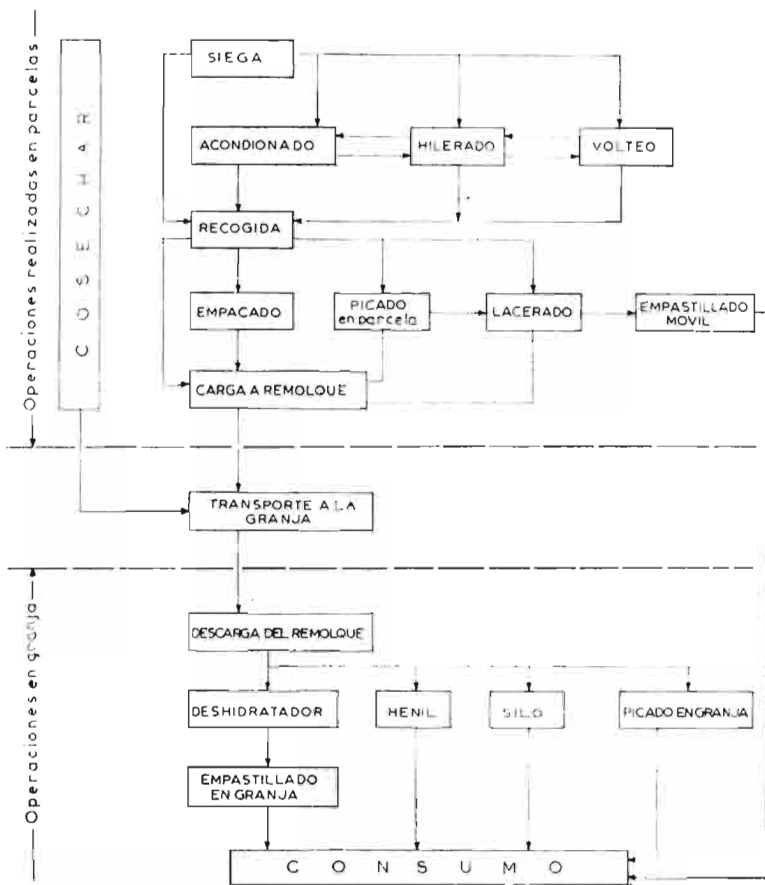 Operaciones realizadas en parcelas
COSECHAR
SIEGA
ACONDIONADO
HILERADO
VOLTEO
RECOGIDA
EMPACADO
PICADO
en parcela
LACERADO
EMPASTILLADO
MOVIL
CARGA A REMOLQUE
TRANSPORTE A LA
GRANJA
Operaciones en granja
DESCARGA DEL REMOLQUE
DESHIDRATADOR
HENIL
SILO
PICADO EN GRANJA
EMPASTILLADO
EN GRANJA
CONSUMO